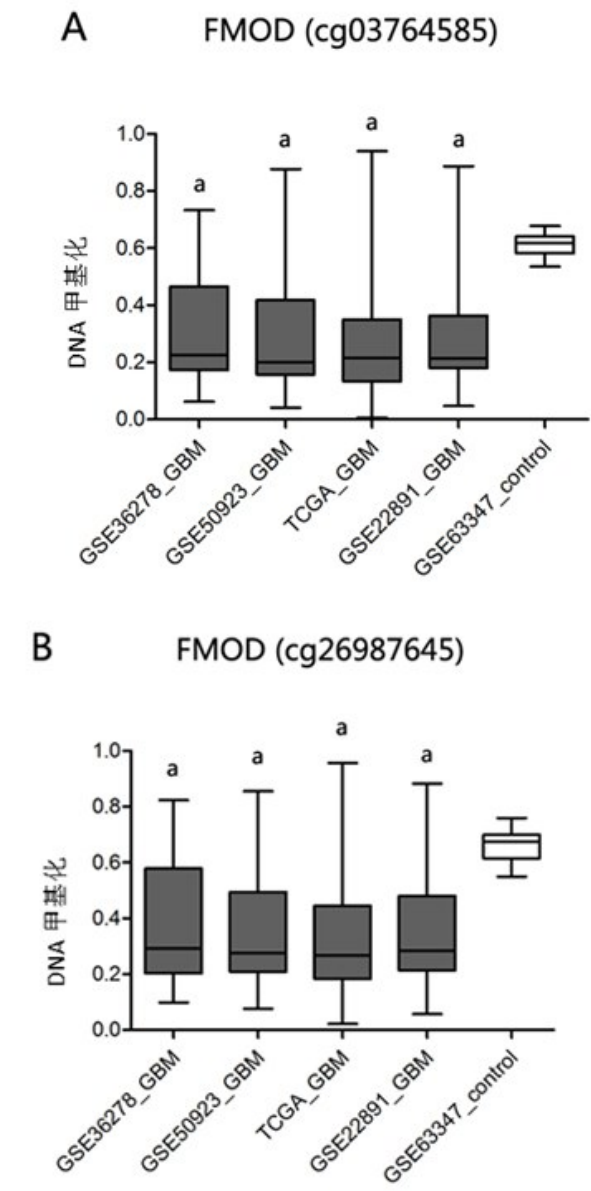 A
FMOD (cg03764585)
a
a
a
a
1.0
0.8
0.6
0.4
0.2
0.0
DNA 甲基化
GSE36278_GBM
GSE50923_GBM
TCGA_GBM
GSE22891_GBM
GSE63347_control
B
FMOD (cg26987645)
a
a
a
a
1.0
0.8
0.6
0.4
0.2
0.0
DNA 甲基化
GSE36278_GBM
GSE50923_GBM
TCGA_GBM
GSE22891_GBM
GSE63347_control